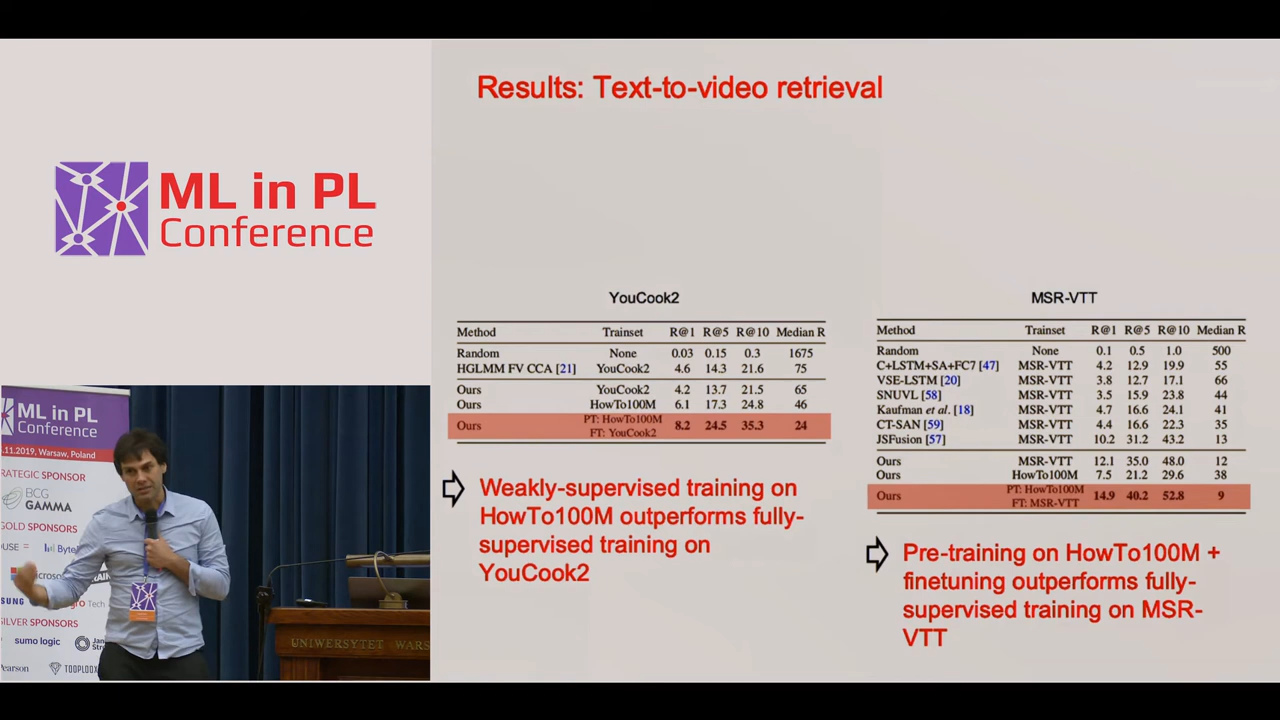 Results: Text-to-video retrieval
ML in PL
Conference
YouCook2
Method Trainset R@1 R@5 R@10 Median R
Random None 0.03 0.15 0.3 1675
HGLMM FV CCA [21] YouCook2 4.6 14.3 21.6 75
Ours YouCook2 4.2 13.7 21.5 65
Ours HowTo100M 6.1 17.3 24.8 46
PT: HowTo100M
Ours 8.2 24.5 35.3 24
FT: YouCook2
Weakly-supervised training on
HowTo100M outperforms fully-
supervised training on
YouCook2
MSR-VTT
Method Trainset R@1 R@5 R@10 Median R
Random None 0.1 0.5 1.0 500
C+LSTM+SA+FC7 [47] MSR-VTT 4.2 12.9 19.9 55
VSE-LSTM [20] MSR-VTT 3.8 12.7 17.1 66
SNUVL [58] MSR-VTT 3.5 15.9 23.8 44
Kaufman et al. [18] MSR-VTT 4.7 16.6 24.1 41
CT-SAN [59] MSR-VTT 4.4 16.6 22.3 35
JSFusion [57] MSR-VTT 10.2 31.2 43.2 13
Ours MSR-VTT 12.1 35.0 48.0 12
Ours HowTo100M 7.5 21.2 29.6 38
PT: HowTo100M
Ours 14.9 40.2 52.8 9
FT: MSR-VTT
Pre-training on HowTo100M +
finetuning outperforms fully-
supervised training on MSR-
VTT
ML in PL
Conference
.11.2019, Warsaw, Poland
RATEGIC SPONSOR
BCG
GAMMA
GOLD SPONSORS
SILVER SPONSORS
sumo logic
TOOPLOOX
UNIWERSYTET WARS